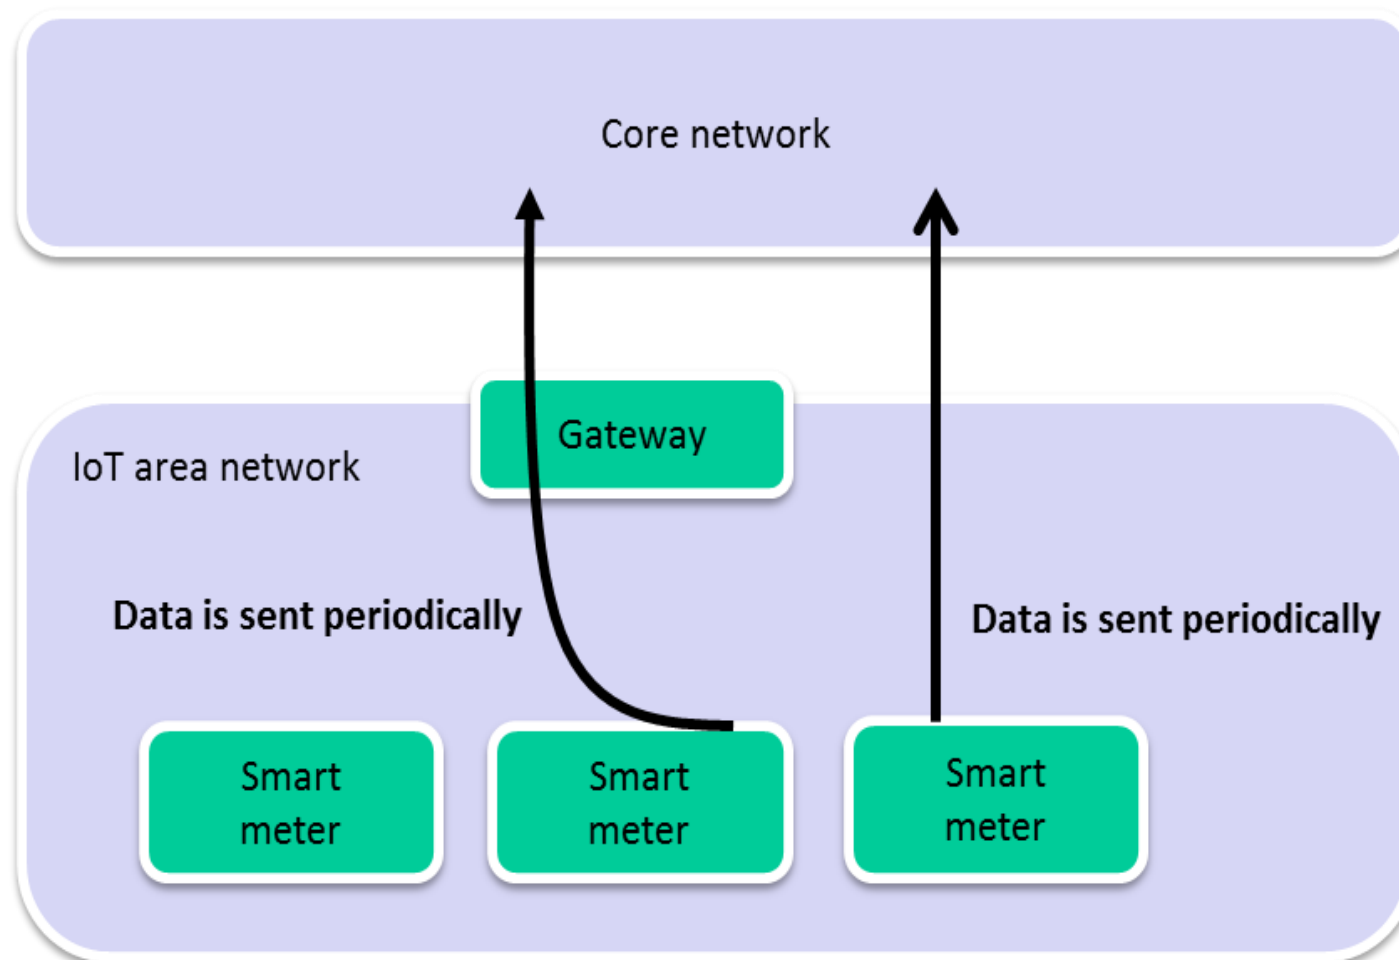 Core network
Gateway
IoT area network
Data is sent periodically
Data is sent periodically
Smart
meter
Smart
meter
Smart
meter